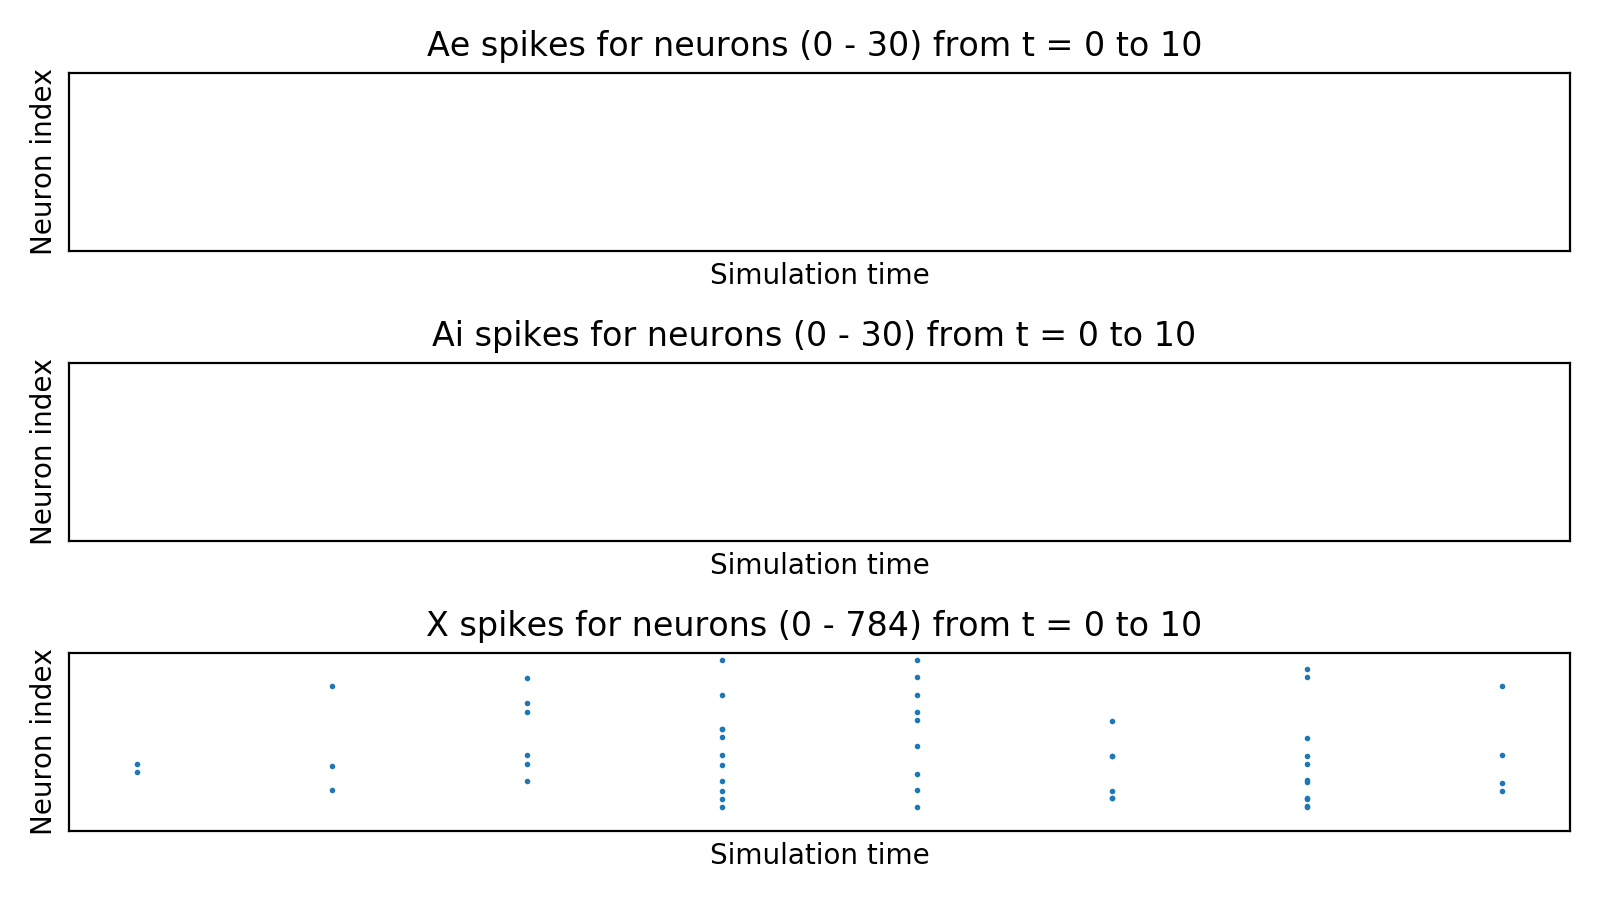 Ae spikes for neurons (0 - 30) from t = 0 to 10
Neuron index
Simulation time
Ai spikes for neurons (0 - 30) from t = 0 to 10
Neuron index
Simulation time
X spikes for neurons (0 - 784) from t = 0 to 10
Neuron index
Simulation time